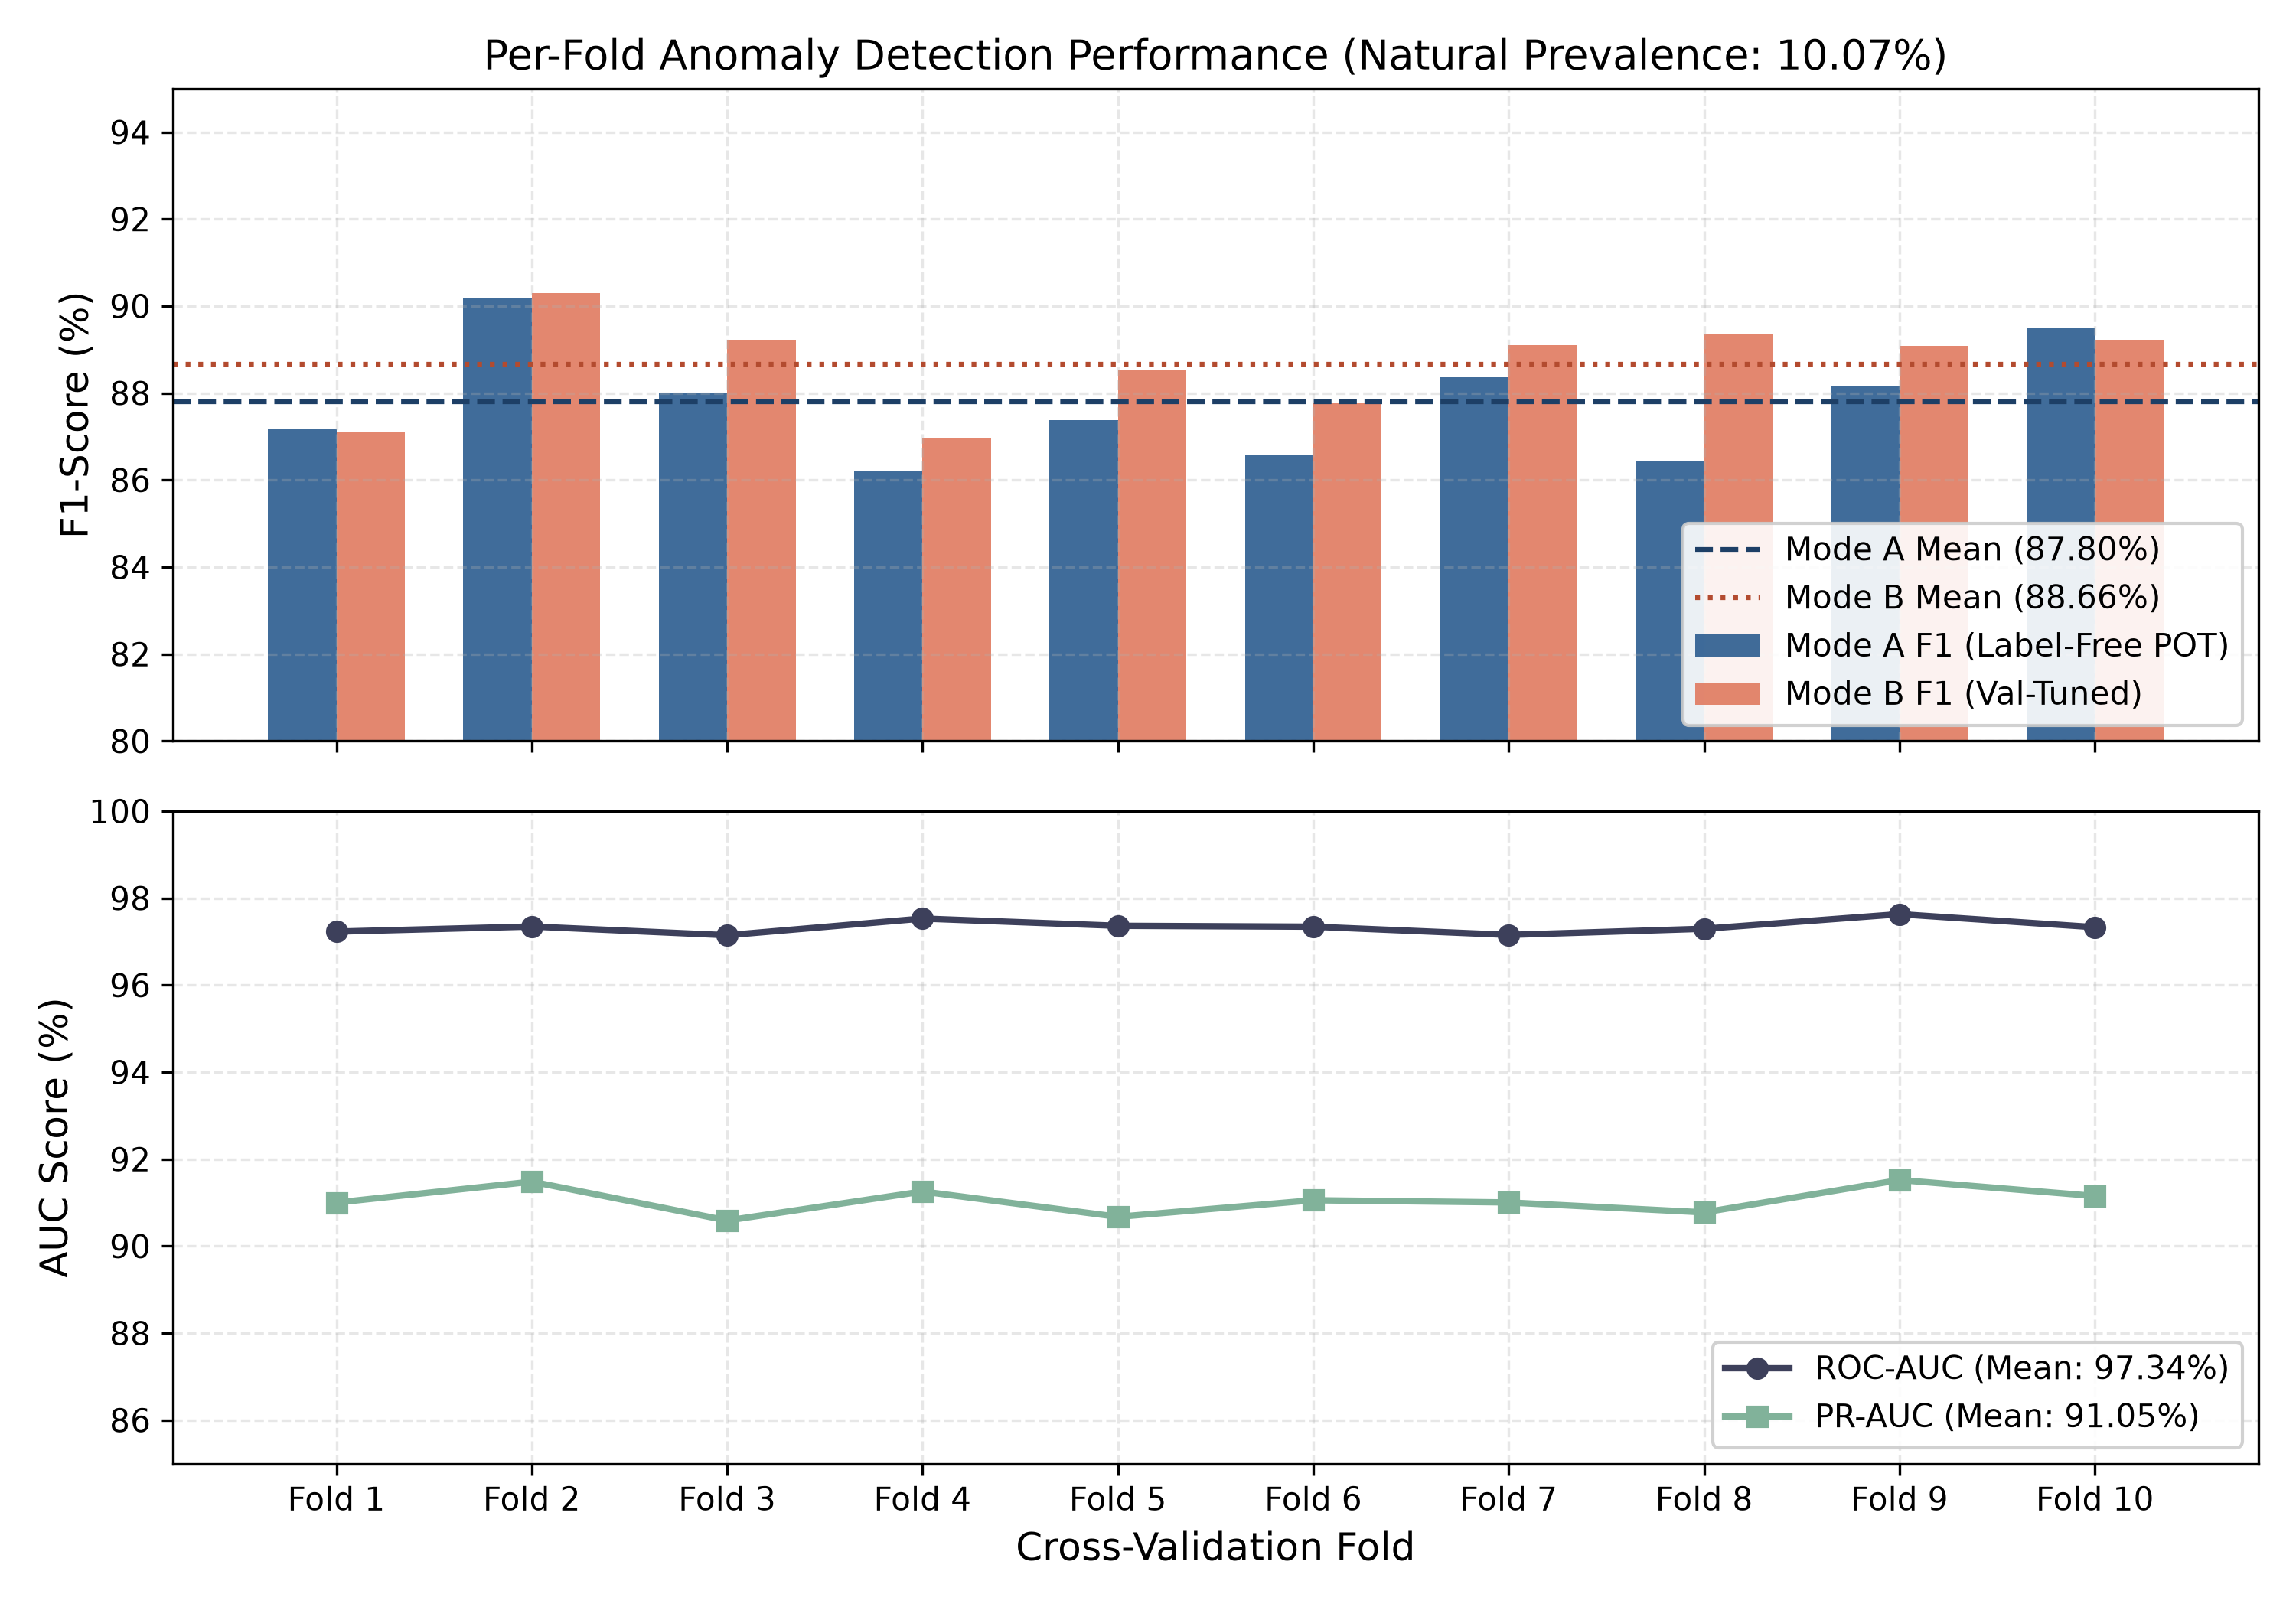 Per-Fold Anomaly Detection Performance (Natural Prevalence: 10.07%)
F1-Score (%)
94
92
90
88
86
84
82
80
Mode A Mean (87.80%)
Mode B Mean (88.66%)
Mode A F1 (Label-Free POT)
Mode B F1 (Val-Tuned)
AUC Score (%)
100
98
96
94
92
90
88
86
ROC-AUC (Mean: 97.34%)
PR-AUC (Mean: 91.05%)
Fold 1 Fold 2 Fold 3 Fold 4 Fold 5 Fold 6 Fold 7 Fold 8 Fold 9 Fold 10
Cross-Validation Fold